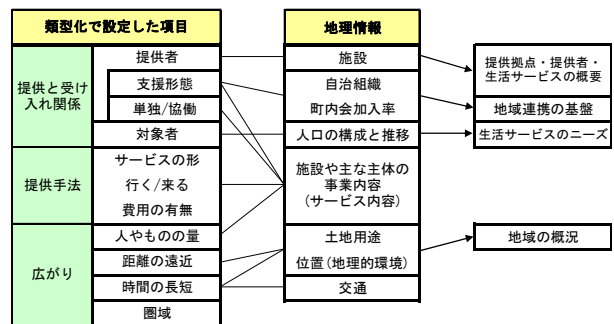 類型化で設定した項目
提供と受け
入れ関係
提供者
支援形態
単独/協働
対象者
提供手法
サービスの形
行く/来る
費用の有無
広がり
人やものの量
距離の遠近
時間の長短
圏域
地理情報
施設
自治組織
町内会加入率
人口の構成と推移
施設や主な主体の
事業内容
(サービス内容)
土地用途
位置(地理的環境)
交通
提供拠点・提供者・
生活サービスの概要
地域連携の基盤
生活サービスのニーズ
地域の概況